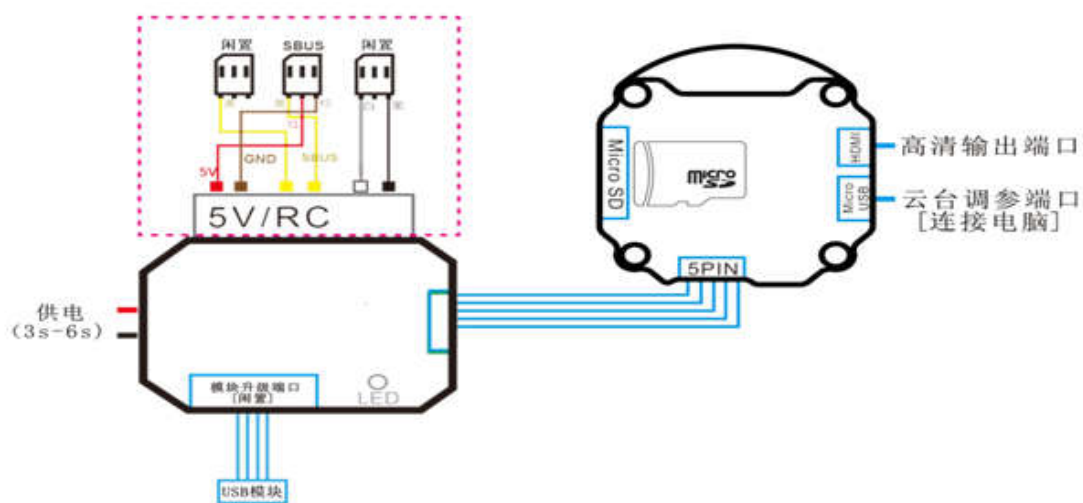 闲置
SBUS
闲置
5V
GND
SBUS
5V/RC
供电
(3s-6s)
模块升级端口
[闲置]
LED
USB模块
Micro SD
micro
SD
HDMI
高清输出端口
Micro
USB
云台调参端口
[连接电脑]
5PIN